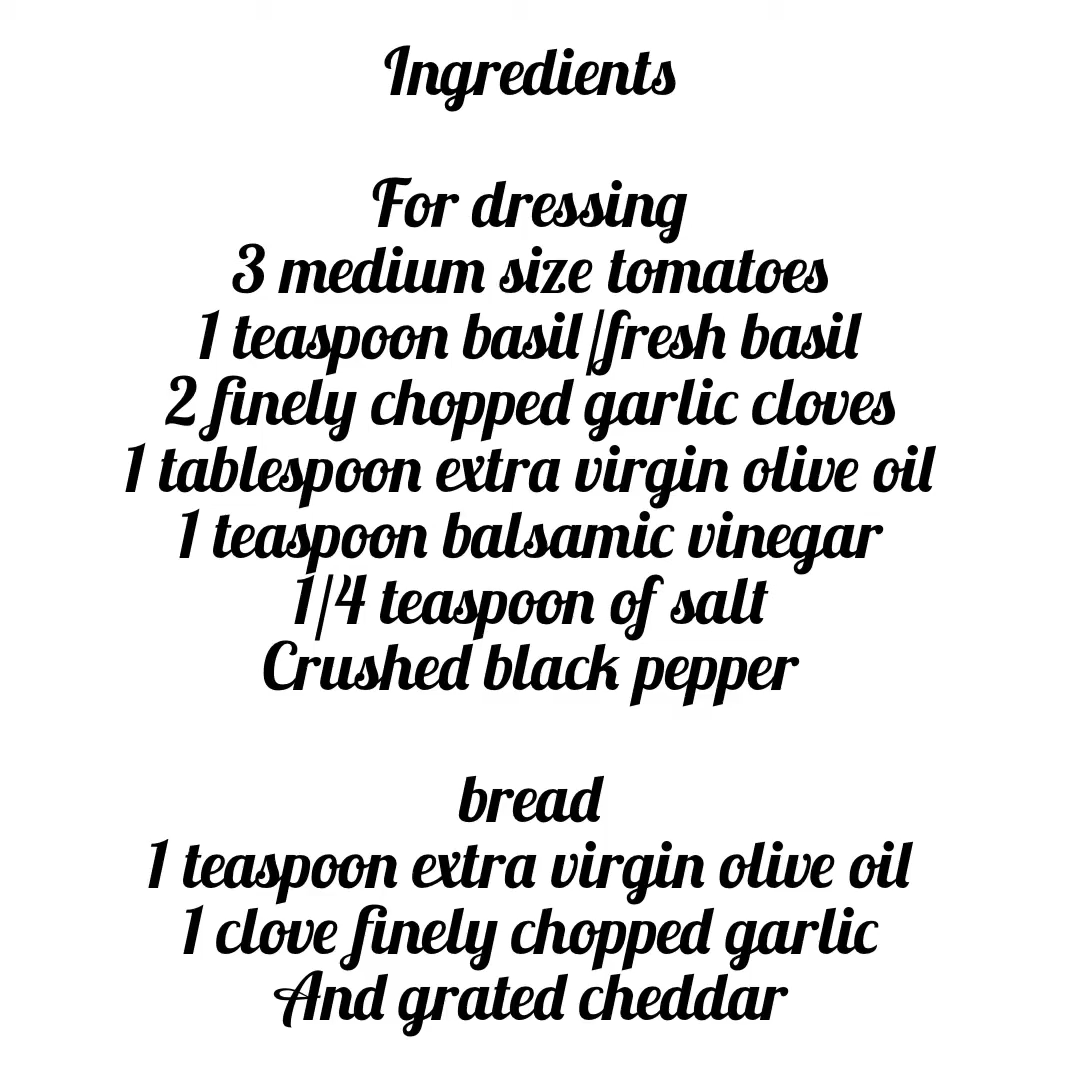 Ingredients
For dressing
3 medium size tomatoes
1 teaspoon basil/fresh basil
2 finely chopped garlic cloves
1 tablespoon extra virgin olive oil
1 teaspoon balsamic vinegar
1/4 teaspoon of salt
Crushed black pepper
bread
1 teaspoon extra virgin olive oil
1 clove finely chopped garlic
And grated cheddar